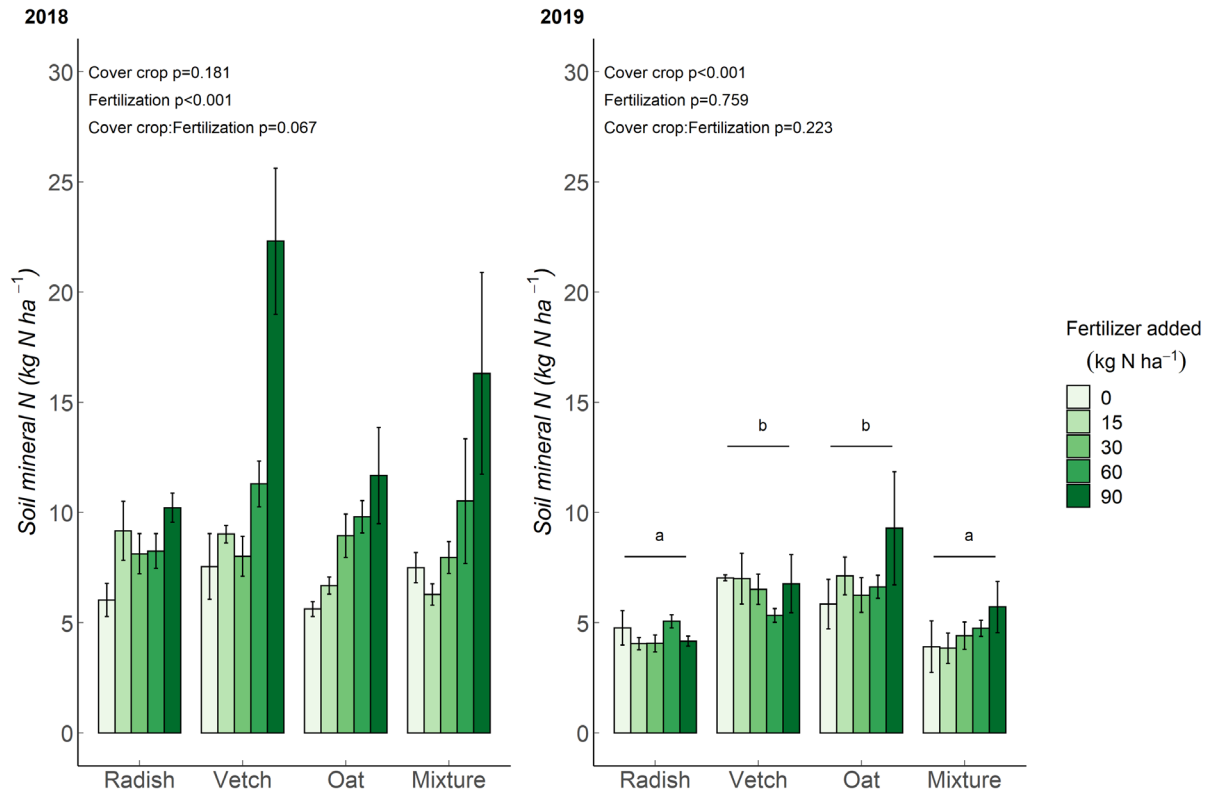 2018
Cover crop p=0.181
Fertilization p<0.001
Cover crop:Fertilization p=0.067
Soil mineral N (kg N ha⁻¹)
30
25
20
15
10
5
0
Radish Vetch Oat Mixture
2019
Cover crop p<0.001
Fertilization p=0.759
Cover crop:Fertilization p=0.223
Soil mineral N (kg N ha⁻¹)
30
25
20
15
10
5
0
a b b a
Radish Vetch Oat Mixture
Fertilizer added
(kg N ha⁻¹)
0
15
30
60
90